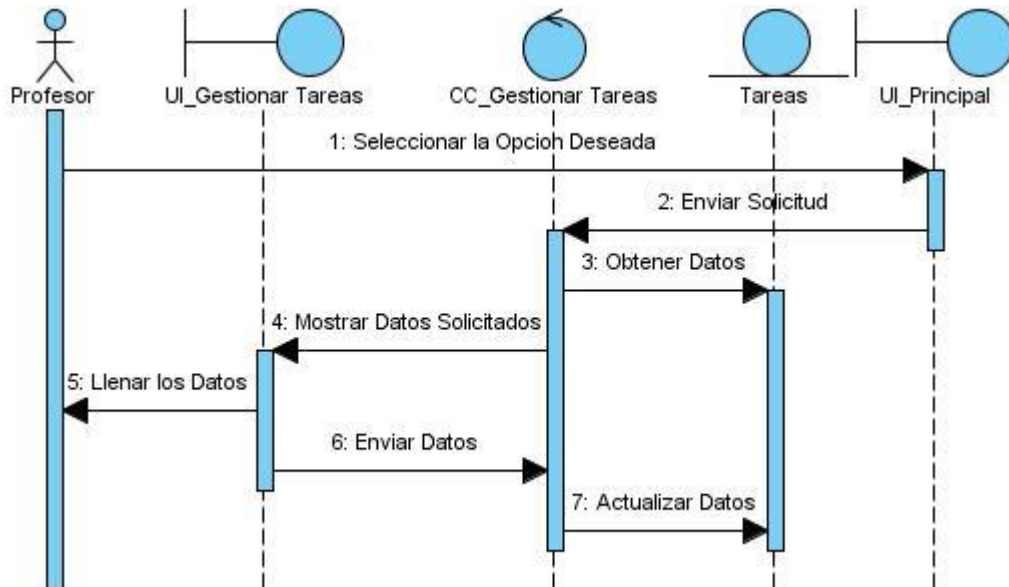 Profesor
UI_Gestionar Tareas
CC_Gestionar Tareas
Tareas
UI_Principal
1: Seleccionar la Opcion Deseada
2: Enviar Solicitud
3: Obtener Datos
4: Mostrar Datos Solicitados
5: Llenar los Datos
6: Enviar Datos
7: Actualizar Datos